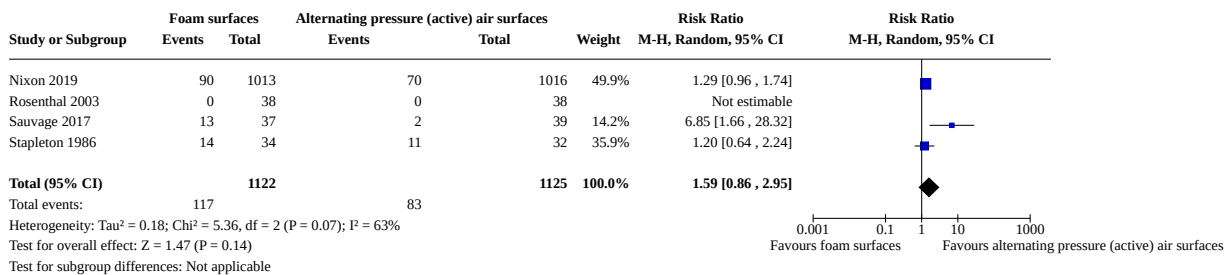 Foam surfaces Alternating pressure (active) air surfaces Risk Ratio Risk Ratio
Study or Subgroup Events Total Events Total Weight M-H, Random, 95% CI M-H, Random, 95% CI
Nixon 2019 90 1013 70 1016 49.9% 1.29 [0.96 , 1.74]
Rosenthal 2003 0 38 0 38 Not estimable
Sauvage 2017 13 37 2 39 14.2% 6.85 [1.66 , 28.32]
Stapleton 1986 14 34 11 32 35.9% 1.20 [0.64 , 2.24]
Total (95% CI) 1122 1125 100.0% 1.59 [0.86 , 2.95]
Total events: 117 83
Heterogeneity: Tau² = 0.18; Chi² = 5.36, df = 2 (P = 0.07); I² = 63%
0.001 0.1 1 10 1000
Test for overall effect: Z = 1.47 (P = 0.14) Favours foam surfaces Favours alternating pressure (active) air surfaces
Test for subgroup differences: Not applicable